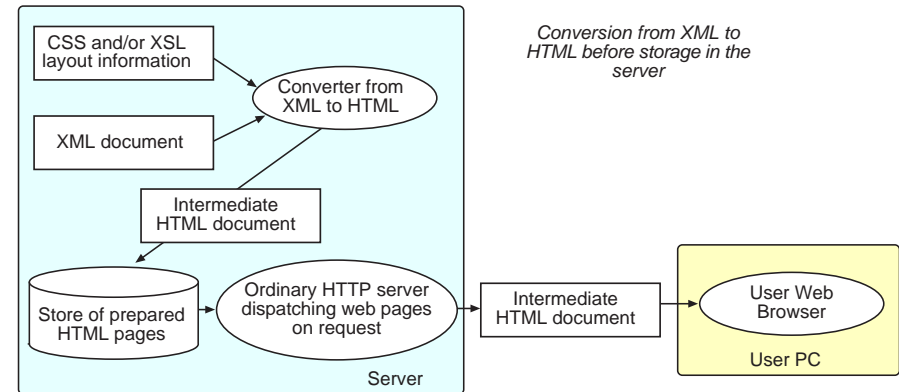 CSS and/or XSL
layout information
Conversion from XML to
HTML before storage in the
server
Converter from
XML to HTML
XML document
Intermediate
HTML document
Store of prepared
HTML pages
Ordinary HTTP server
dispatching web pages
on request
Intermediate
HTML document
User Web
Browser
User PC
Server